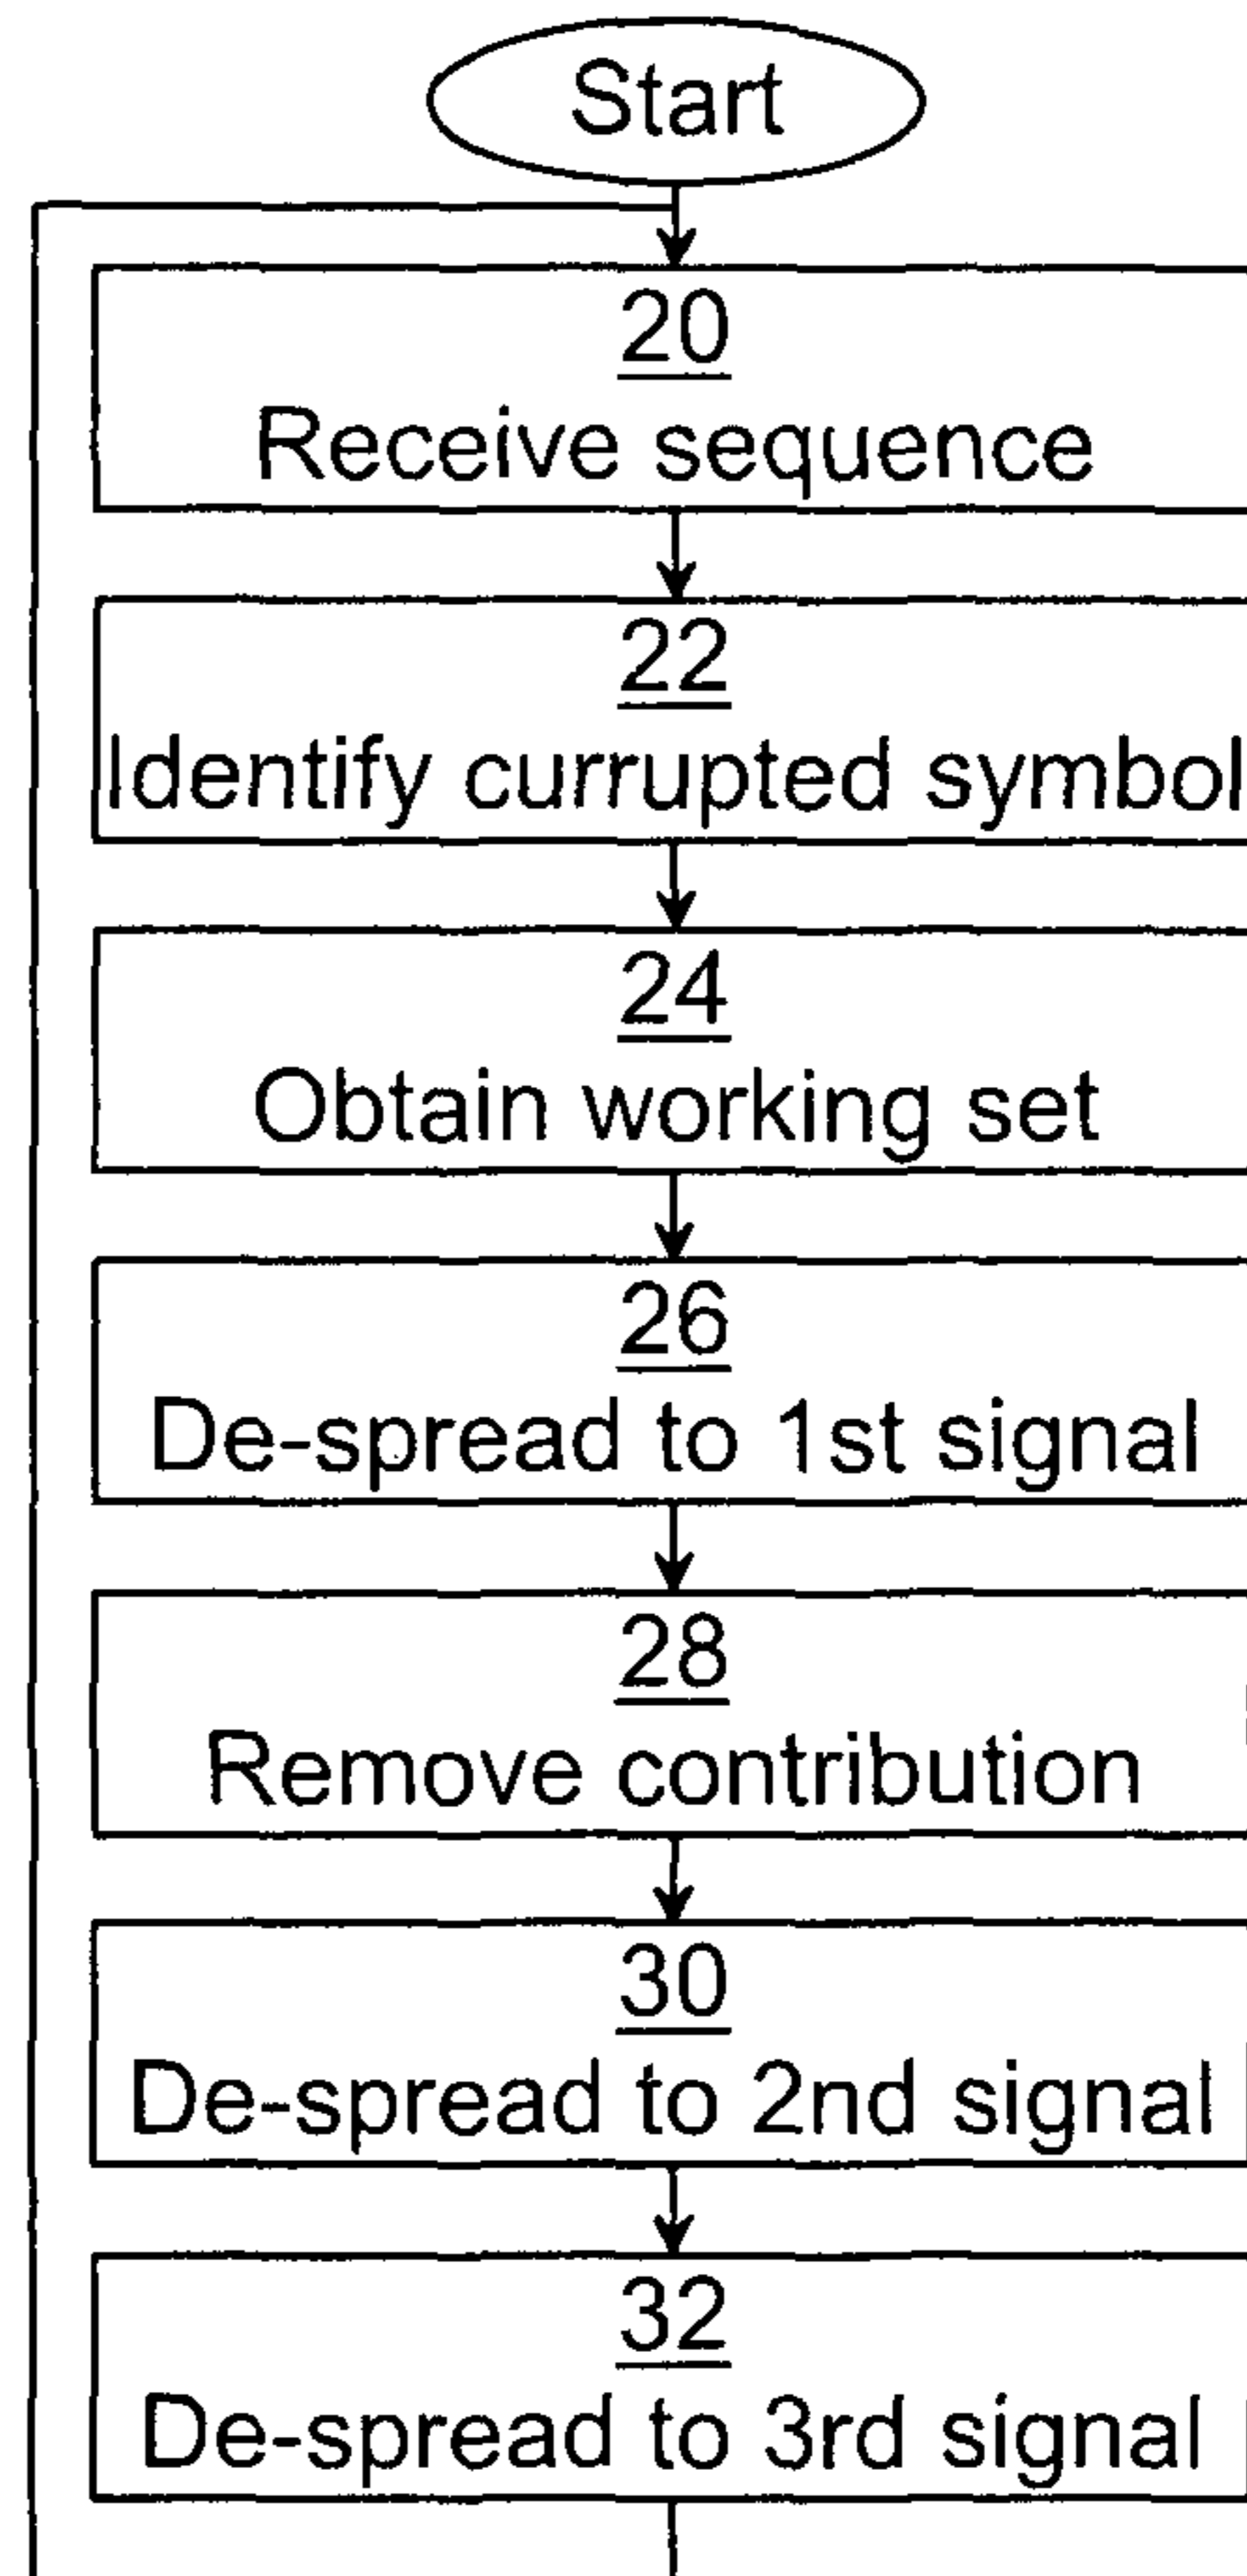 Start
20
Receive sequence
22
Identify currupted symbol
24
Obtain working set
26
De-spread to 1st signal
28
Remove contribution
30
De-spread to 2nd signal
32
De-spread to 3rd signal